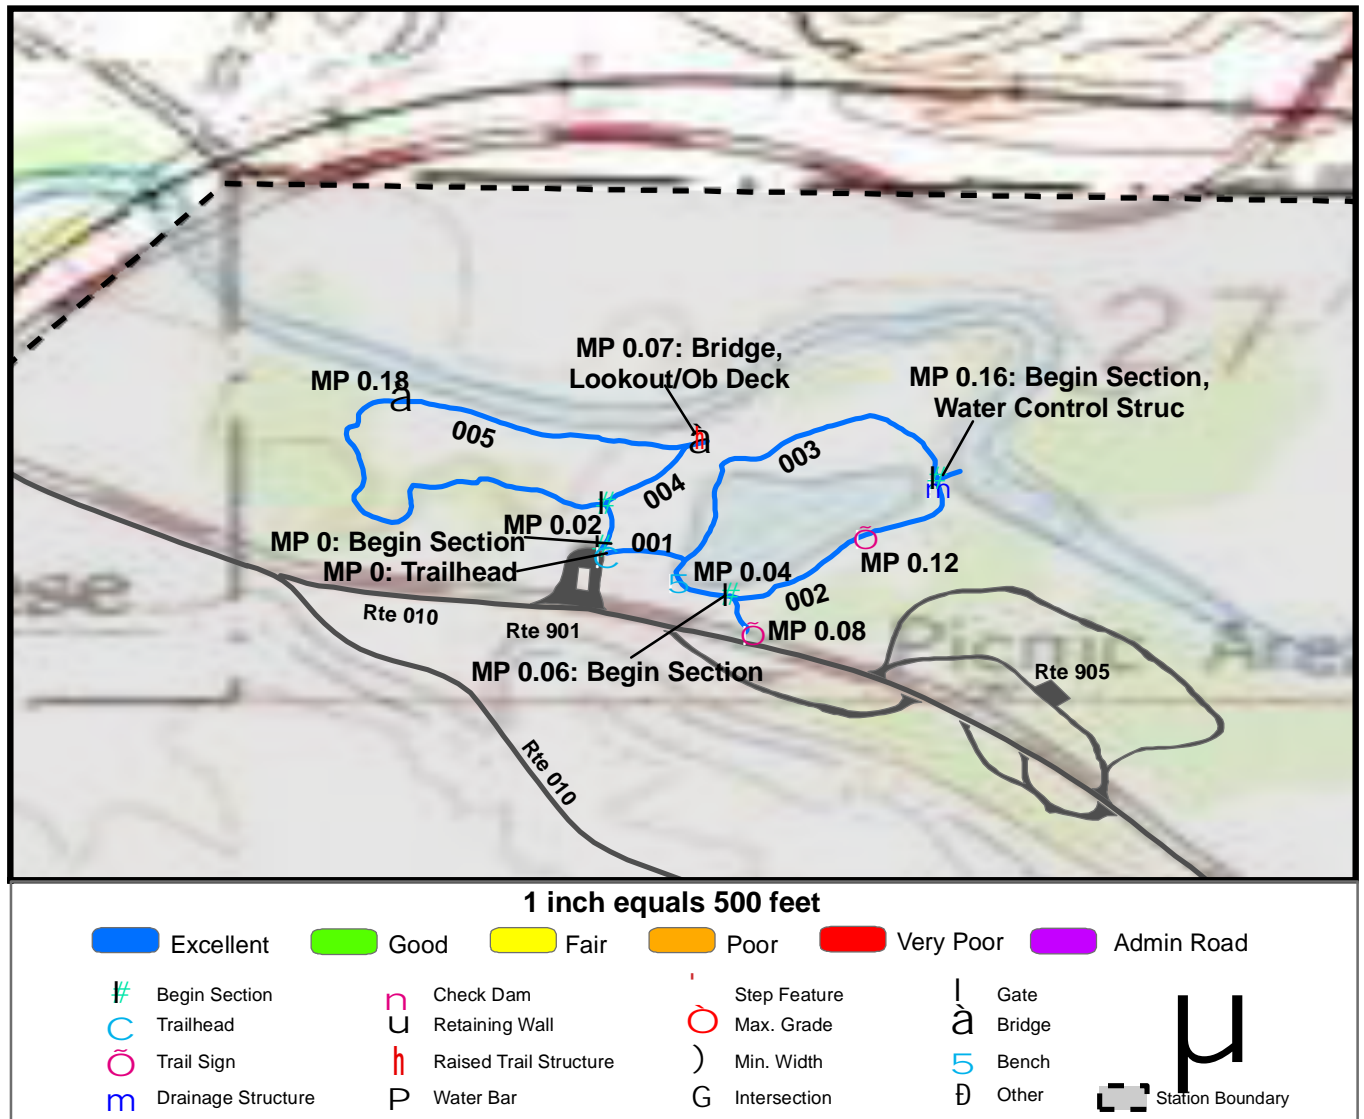 27
MP 0.07: Bridge,
Lookout/Ob Deck
MP 0.18
à
MP 0.16: Begin Section,
Water Control Struc
005
003
004
MP 0.02
MP 0: Begin Section
MP 0: Trailhead
001
MP 0.04
MP 0.12
002
Rte 010
Rte 901
MP 0.08
MP 0.06: Begin Section
Picnic Area
Rte 905
Rte 010
1 inch equals 500 feet
Excellent Good Fair Poor Very Poor Admin Road
# Begin Section n Check Dam ' Step Feature l Gate
C Trailhead u Retaining Wall Ò Max. Grade à Bridge
Õ Trail Sign h Raised Trail Structure ) Min. Width 5 Bench
m Drainage Structure P Water Bar G Intersection Ð Other Station Boundary
µ